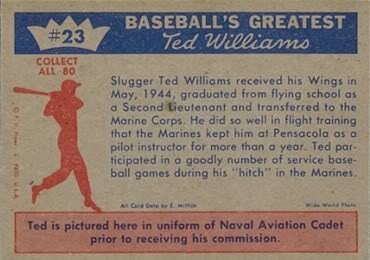 #23
BASEBALL'S GREATEST
Ted Williams
COLLECT
ALL 80
Slugger Ted Williams received his Wings in
May, 1944, graduated from flying school as
a Second Lieutenant and transferred to the
Marine Corps. He did so well in flight training
that the Marines kept him at Pensacola as a
pilot instructor for more than a year. Ted par-
ticipated in a goodly number of service base-
ball games during his "hitch" in the Marines.
All Card Data by E. Mifflin
Wide World Photo
Ted is pictured here in uniform of Naval Aviation Cadet
prior to receiving his commission.